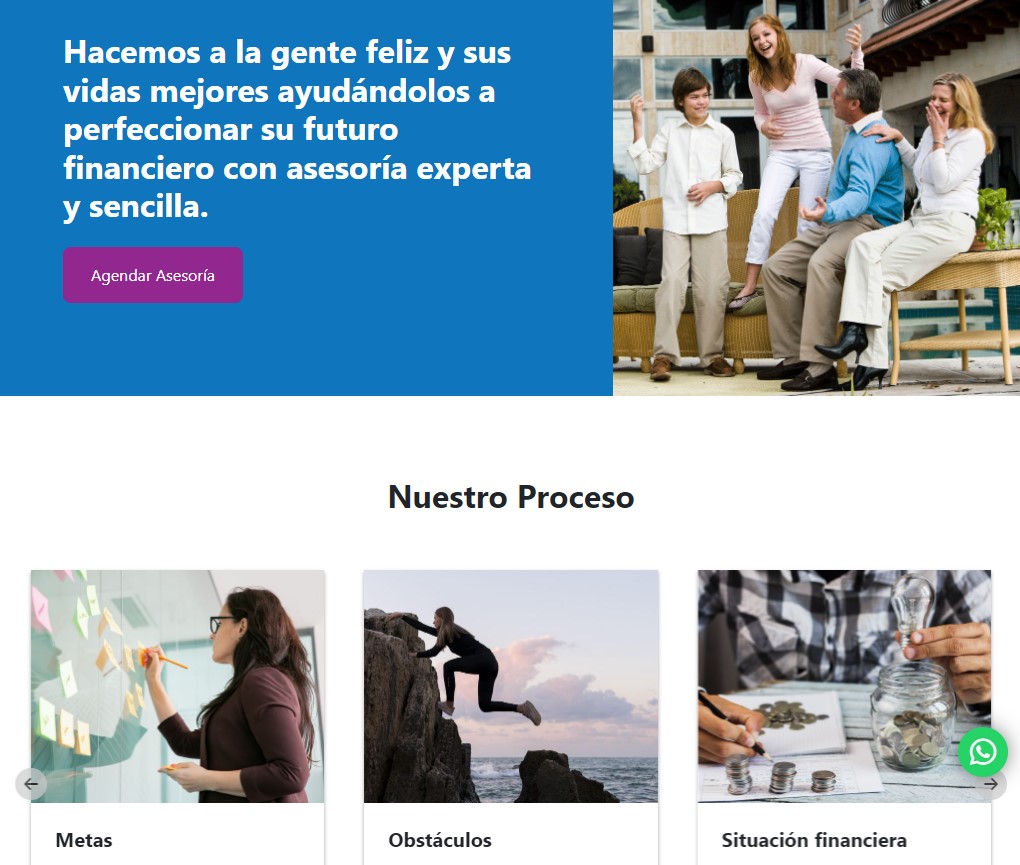 Hacemos a la gente feliz y sus
vidas mejores ayudándolos a
perfeccionar su futuro
financiero con asesoría experta
y sencilla.
Agendar Asesoría
Nuestro Proceso
Metas
Obstáculos
Situación financiera